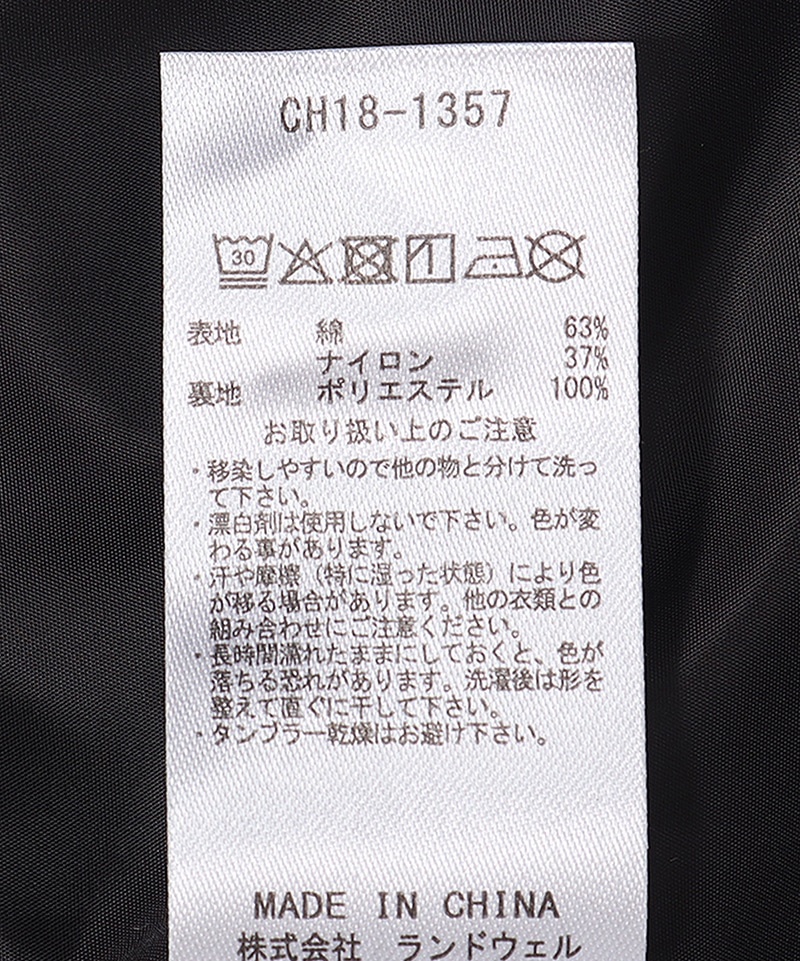 CH18-1357
30
表地 綿 63%
ナイロン 37%
裏地 ポリエステル 100%
お取り扱い上のご注意
・移染しやすいので他の物と分けて洗っ
て下さい。
・漂白剤は使用しないで下さい。色が変
わる事があります。
・汗や摩擦（特に湿った状態）により色
が移る場合があります。他の衣類との
組み合わせにご注意ください。
・長時間濡れたままにしておくと、色が
落ちる恐れがあります。洗濯後は形を
整えて直ぐに干して下さい。
・タンブラー乾燥はお避け下さい。
MADE IN CHINA
株式会社 ランドウェル